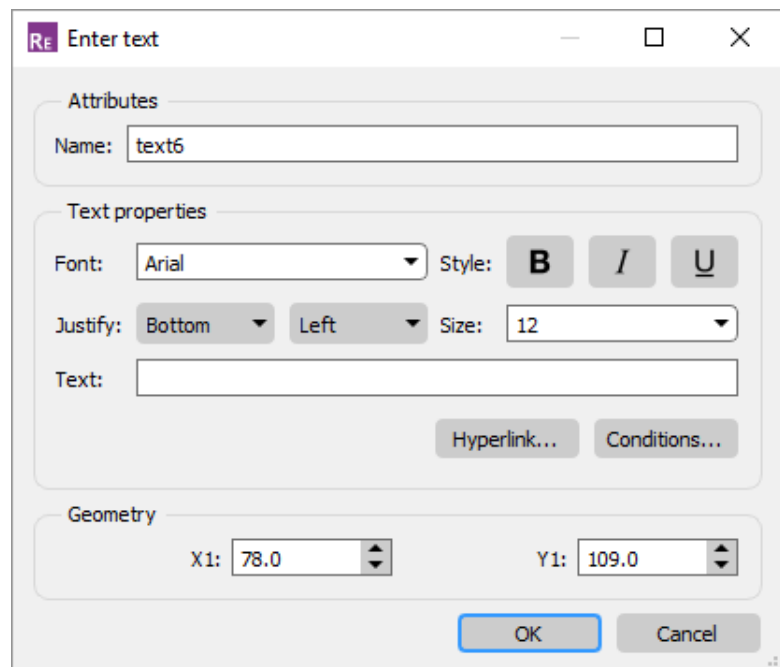 RE Enter text
Attributes
Name: text6
Text properties
Font: Arial Style: B I U
Justify: Bottom Left Size: 12
Text:
Hyperlink... Conditions...
Geometry
X1: 78.0 Y1: 109.0
OK Cancel